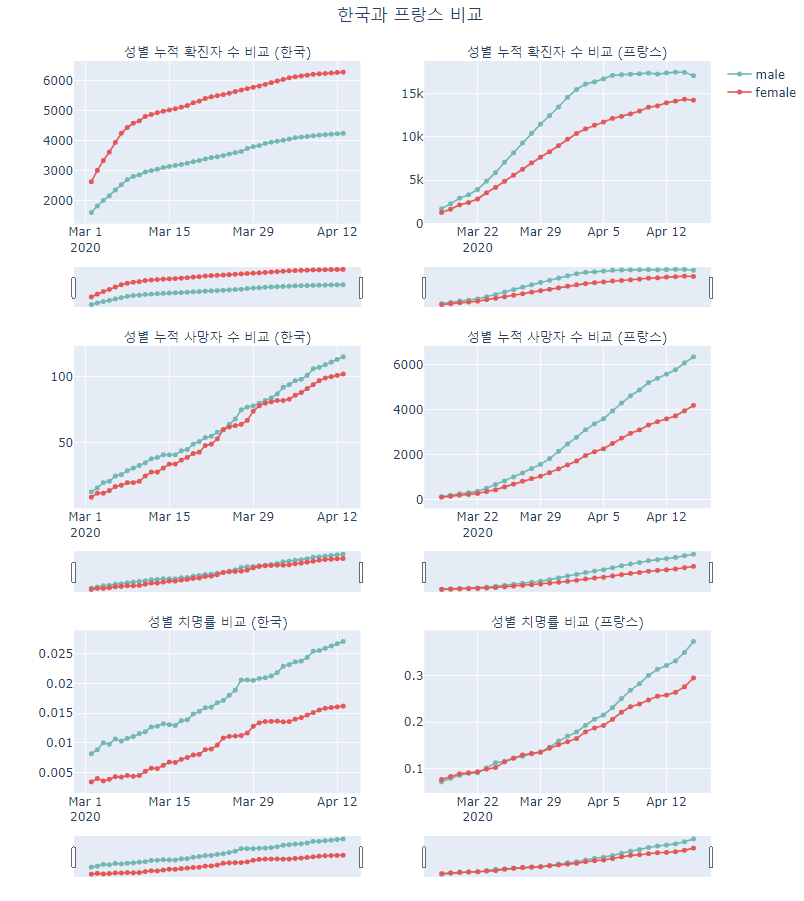 한국과 프랑스 비교
성별 누적 확진자 수 비교 (한국)
6000
5000
4000
3000
2000
Mar 1
2020
Mar 15
Mar 29
Apr 12
성별 누적 확진자 수 비교 (프랑스)
15k
10k
5k
0
Mar 22
2020
Mar 29
Apr 5
Apr 12
male
female
성별 누적 사망자 수 비교 (한국)
100
50
Mar 1
2020
Mar 15
Mar 29
Apr 12
성별 누적 사망자 수 비교 (프랑스)
6000
4000
2000
0
Mar 22
2020
Mar 29
Apr 5
Apr 12
성별 치명률 비교 (한국)
0.025
0.02
0.015
0.01
0.005
Mar 1
2020
Mar 15
Mar 29
Apr 12
성별 치명률 비교 (프랑스)
0.3
0.2
0.1
Mar 22
2020
Mar 29
Apr 5
Apr 12